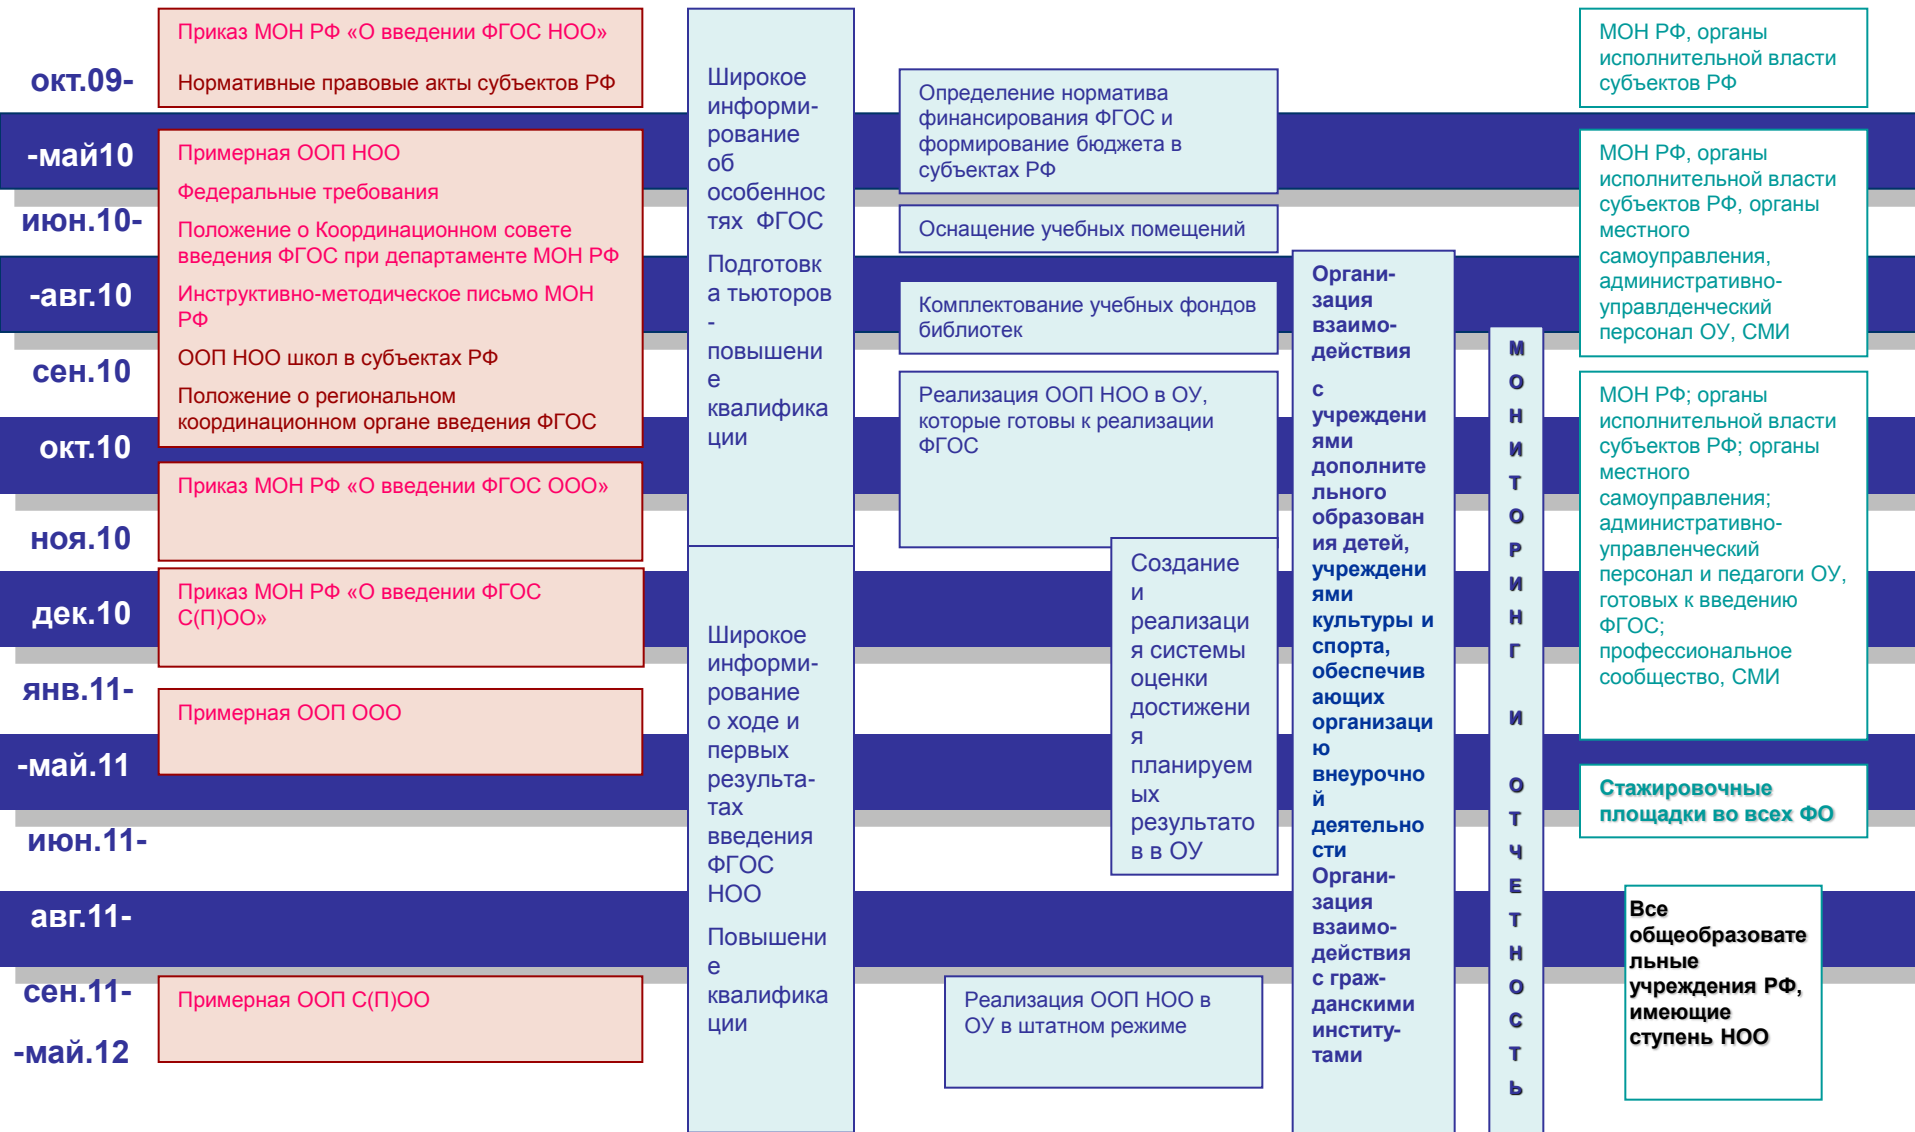 окт.09-
-май10
июн.10-
-авг.10
сен.10
окт.10
ноя.10
дек.10
янв.11-
-май.11
июн.11-
авг.11-
сен.11-
-май.12
Приказ МОН РФ «О введении ФГОС НОО»
Нормативные правовые акты субъектов РФ
Примерная ООП НОО
Федеральные требования
Положение о Координационном совете
введения ФГОС при департаменте МОН РФ
Инструктивно-методическое письмо МОН
РФ
ООП НОО школ в субъектах РФ
Положение о региональном
координационном органе введения ФГОС
Приказ МОН РФ «О введении ФГОС ООО»
Приказ МОН РФ «О введении ФГОС
С(П)ОО»
Примерная ООП ООО
Примерная ООП С(П)ОО
Широкое
информи-
рование
об
особеннос
тях ФГОС
Подготовк
а тьюторов
-
повышени
е
квалифика
ции
Широкое
информи-
рование
о ходе и
первых
результа-
тах
введения
ФГОС
НОО
Повышени
е
квалифика
ции
Определение норматива
финансирования ФГОС и
формирование бюджета в
субъектах РФ
Оснащение учебных помещений
Комплектование учебных фондов
библиотек
Реализация ООП НОО в ОУ,
которые готовы к реализации
ФГОС
Создание
и
реализаци
я системы
оценки
достижени
я
планируем
ых
результато
в в ОУ
Реализация ООП НОО в
ОУ в штатном режиме
Органи-
зация
взаимо-
действия
с
учреждени
ями
дополните
льного
образован
ия детей,
учреждени
ями
культуры и
спорта,
обеспечив
ающих
организаци
ю
внеурочно
й
деятельно
сти
Органи-
зация
взаимо-
действия
с граж-
данскими
институ-
тами
М
О
Н
И
Т
О
Р
И
Н
Г
И
О
Т
Ч
Е
Т
Н
О
С
Т
Ь
МОН РФ, органы
исполнительной власти
субъектов РФ
МОН РФ, органы
исполнительной власти
субъектов РФ, органы
местного
самоуправления,
административно-
управлденческий
персонал ОУ, СМИ
МОН РФ; органы
исполнительной власти
субъектов РФ; органы
местного
самоуправления;
административно-
управленческий
персонал и педагоги ОУ,
готовых к введению
ФГОС;
профессиональное
сообщество, СМИ
Стажировочные
площадки во всех ФО
Все
общеобразовате
льные
учреждения РФ,
имеющие
ступень НОО